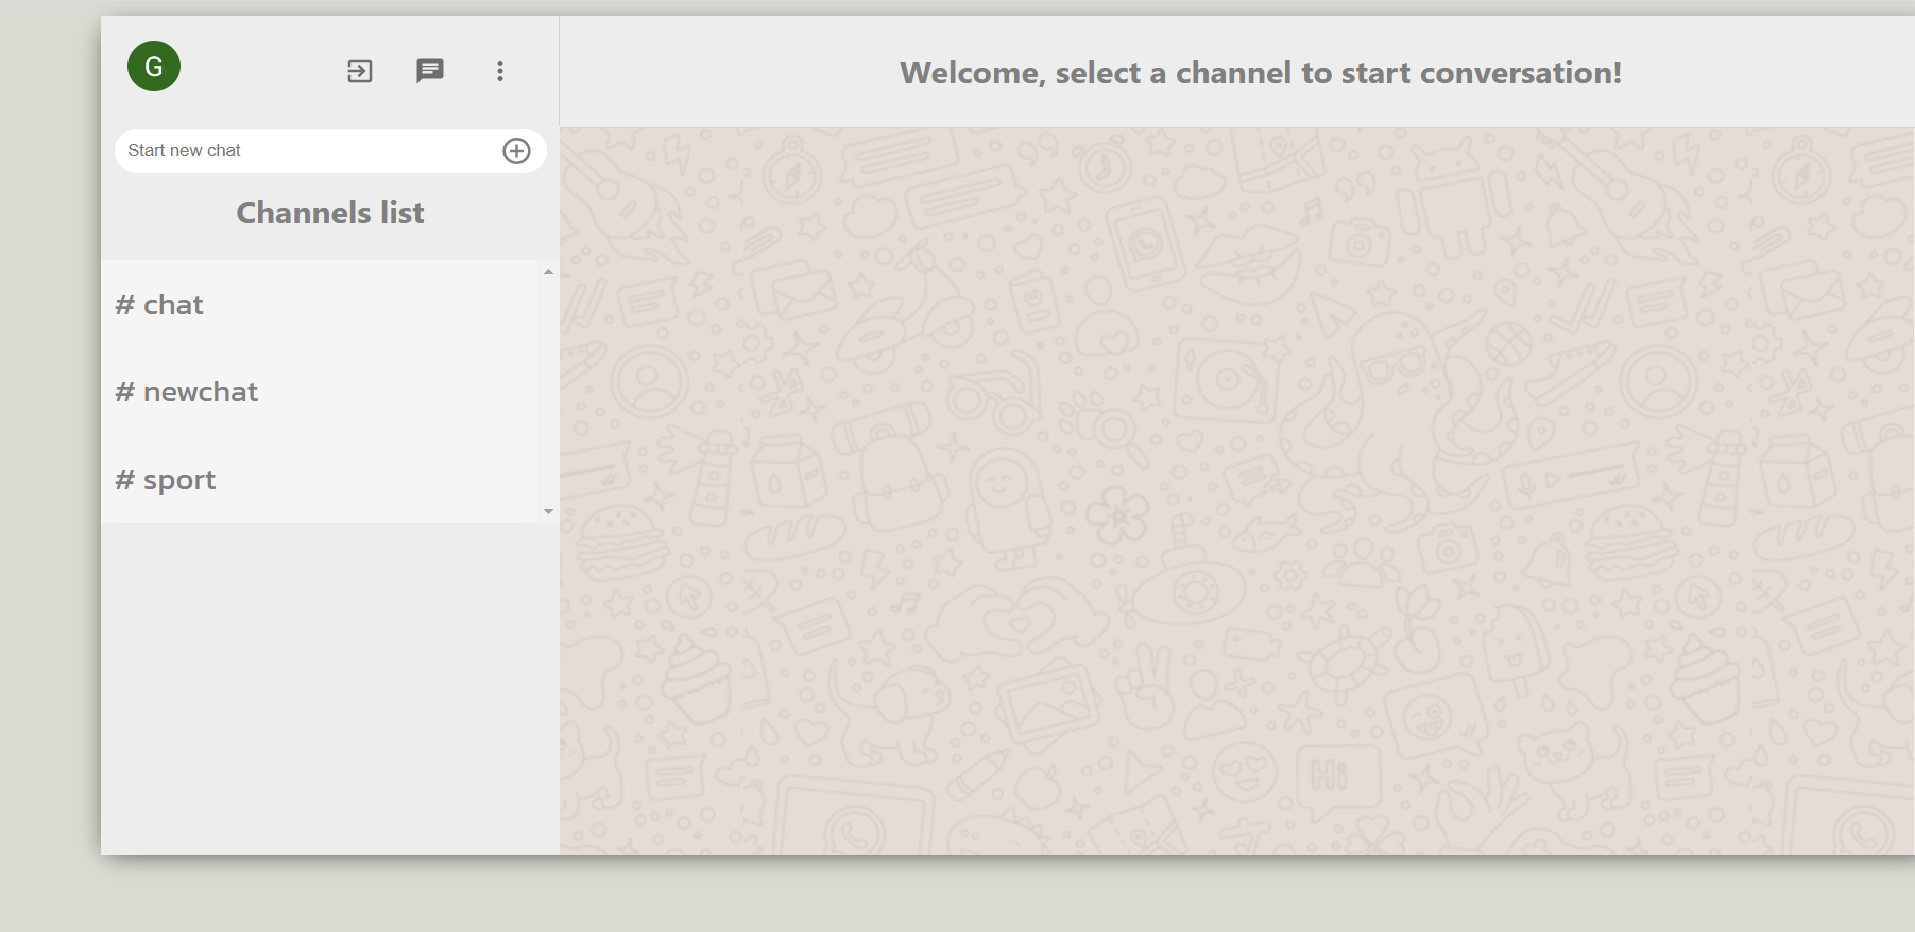 G
Welcome, select a channel to start conversation!
Start new chat
Channels list
# chat
# newchat
# sport
Hi